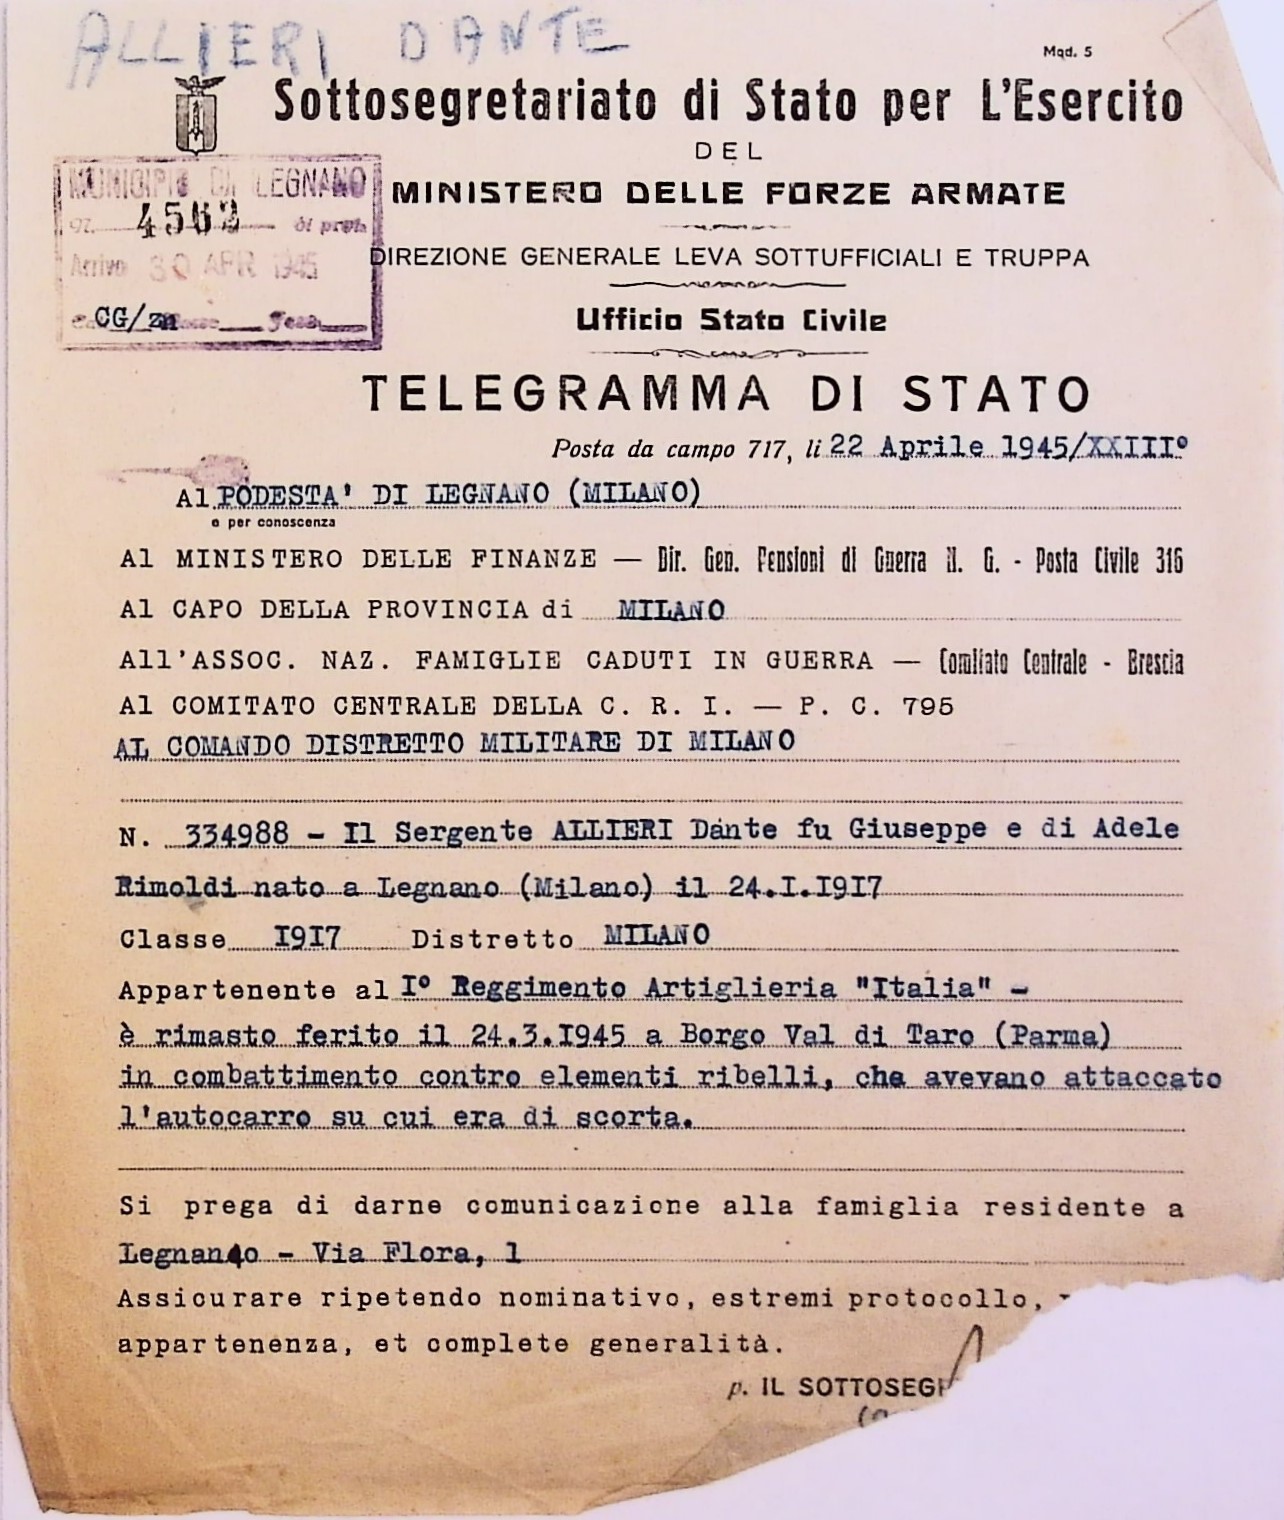 ALLIERI DANTE
Mod. 5
Sottosegretariato di Stato per L'Esercito
DEL
MINISTERO DELLE FORZE ARMATE
MUNICIPIO DI LEGNANO
N. 4562 di prot.
Arrivo 30 APR 1945
CG/zn
DIREZIONE GENERALE LEVA SOTTUFFICIALI E TRUPPA
Ufficio Stato Civile
TELEGRAMMA DI STATO
Posta da campo 717, li 22 Aprile 1945/XXIII°
Al PODESTA' DI LEGNANO (MILANO)
e per conoscenza
Al MINISTERO DELLE FINANZE — Dir. Gen. Pensioni di Guerra N. G. - Posta Civile 316
Al CAPO DELLA PROVINCIA di MILANO
All'ASSOC. NAZ. FAMIGLIE CADUTI IN GUERRA — Comitato Centrale - Brescia
Al COMITATO CENTRALE DELLA C. R. I. — P. C. 795
AL COMANDO DISTRETTO MILITARE DI MILANO
N. 334988 - Il Sergente ALLIERI Dante fu Giuseppe e di Adele
Rimoldi nato a Legnano (Milano) il 24.I.1917
Classe 1917 Distretto MILANO
Appartenente al I° Reggimento Artiglieria "Italia" -
è rimasto ferito il 24.3.1945 a Borgo Val di Taro (Parma)
in combattimento contro elementi ribelli, che avevano attaccato
l'autocarro su cui era di scorta.
Si prega di darne comunicazione alla famiglia residente a
Legnano - Via Flora, 1
Assicurare ripetendo nominativo, estremi protocollo,
appartenenza, et complete generalità.
p. IL SOTTOSEG